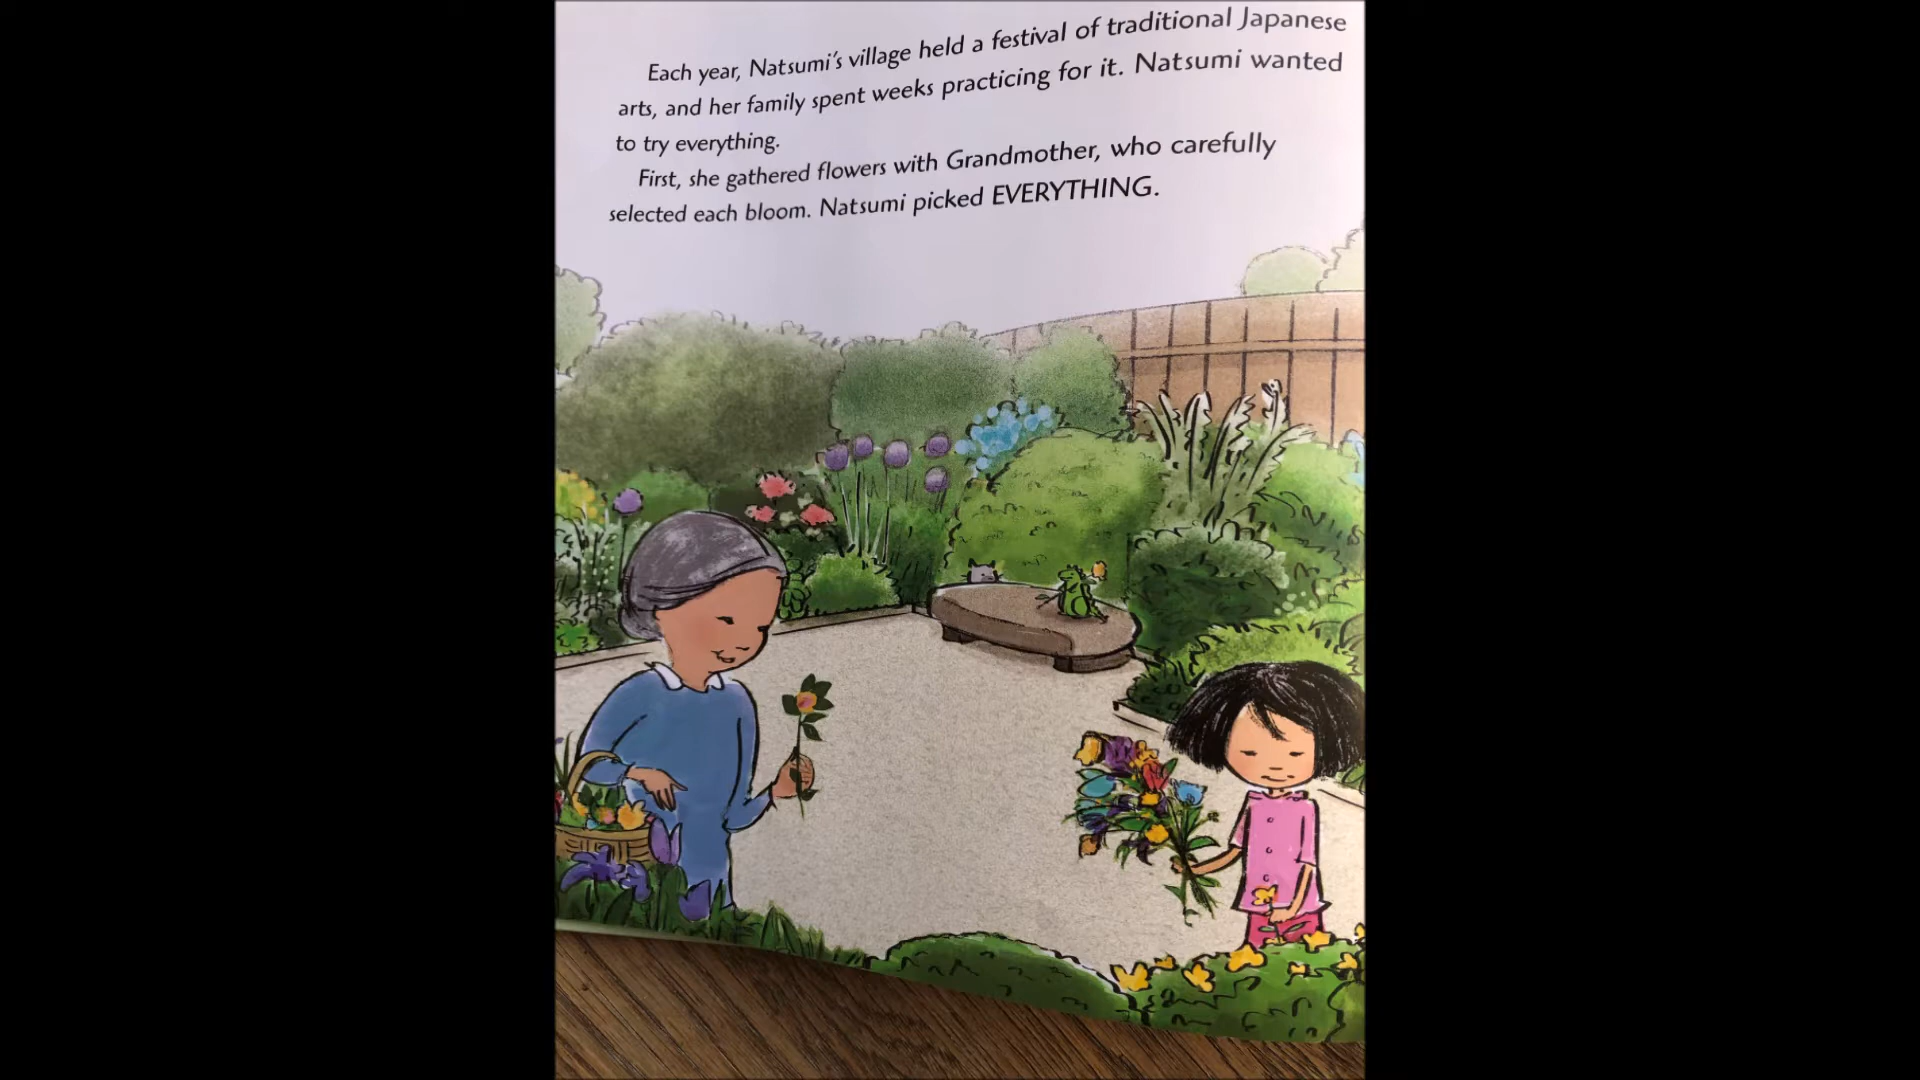 Each year, Natsumi's village held a festival of traditional Japanese
arts, and her family spent weeks practicing for it. Natsumi wanted
to try everything.
First, she gathered flowers with Grandmother, who carefully
selected each bloom. Natsumi picked EVERYTHING.